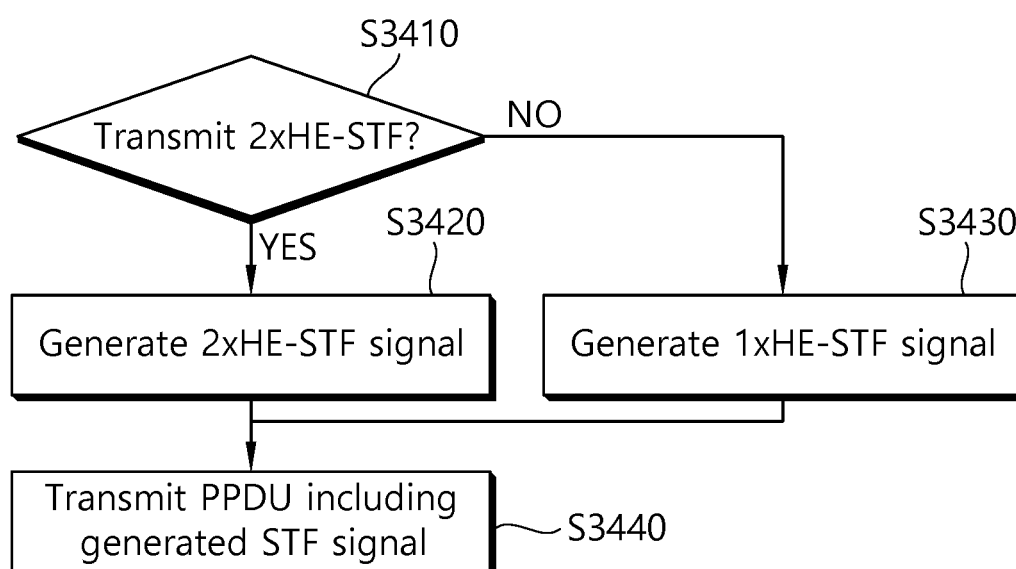 S3410
Transmit 2xHE-STF?
NO
YES
S3420
S3430
Generate 2xHE-STF signal
Generate 1xHE-STF signal
Transmit PPDU including
generated STF signal
S3440